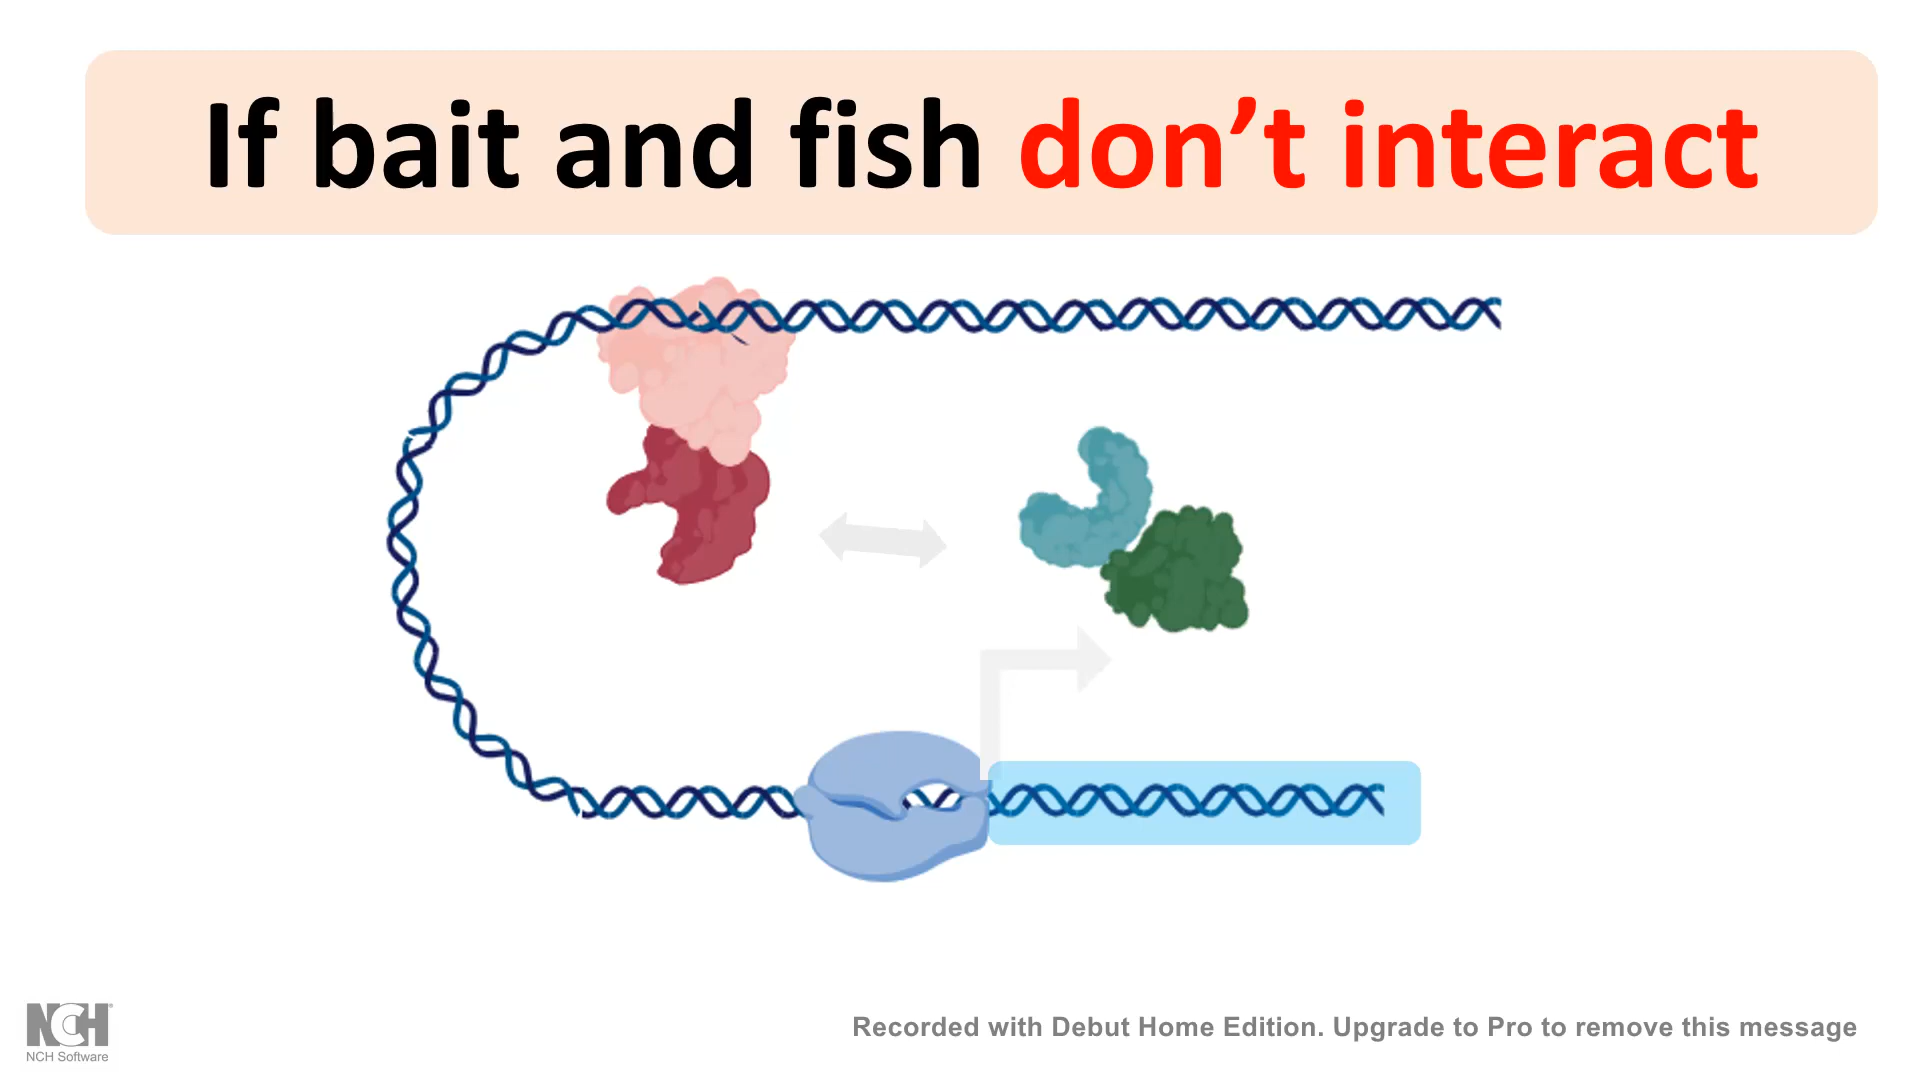 If bait and fish don’t interact
NCH
NCH Software
Recorded with Debut Home Edition. Upgrade to Pro to remove this message